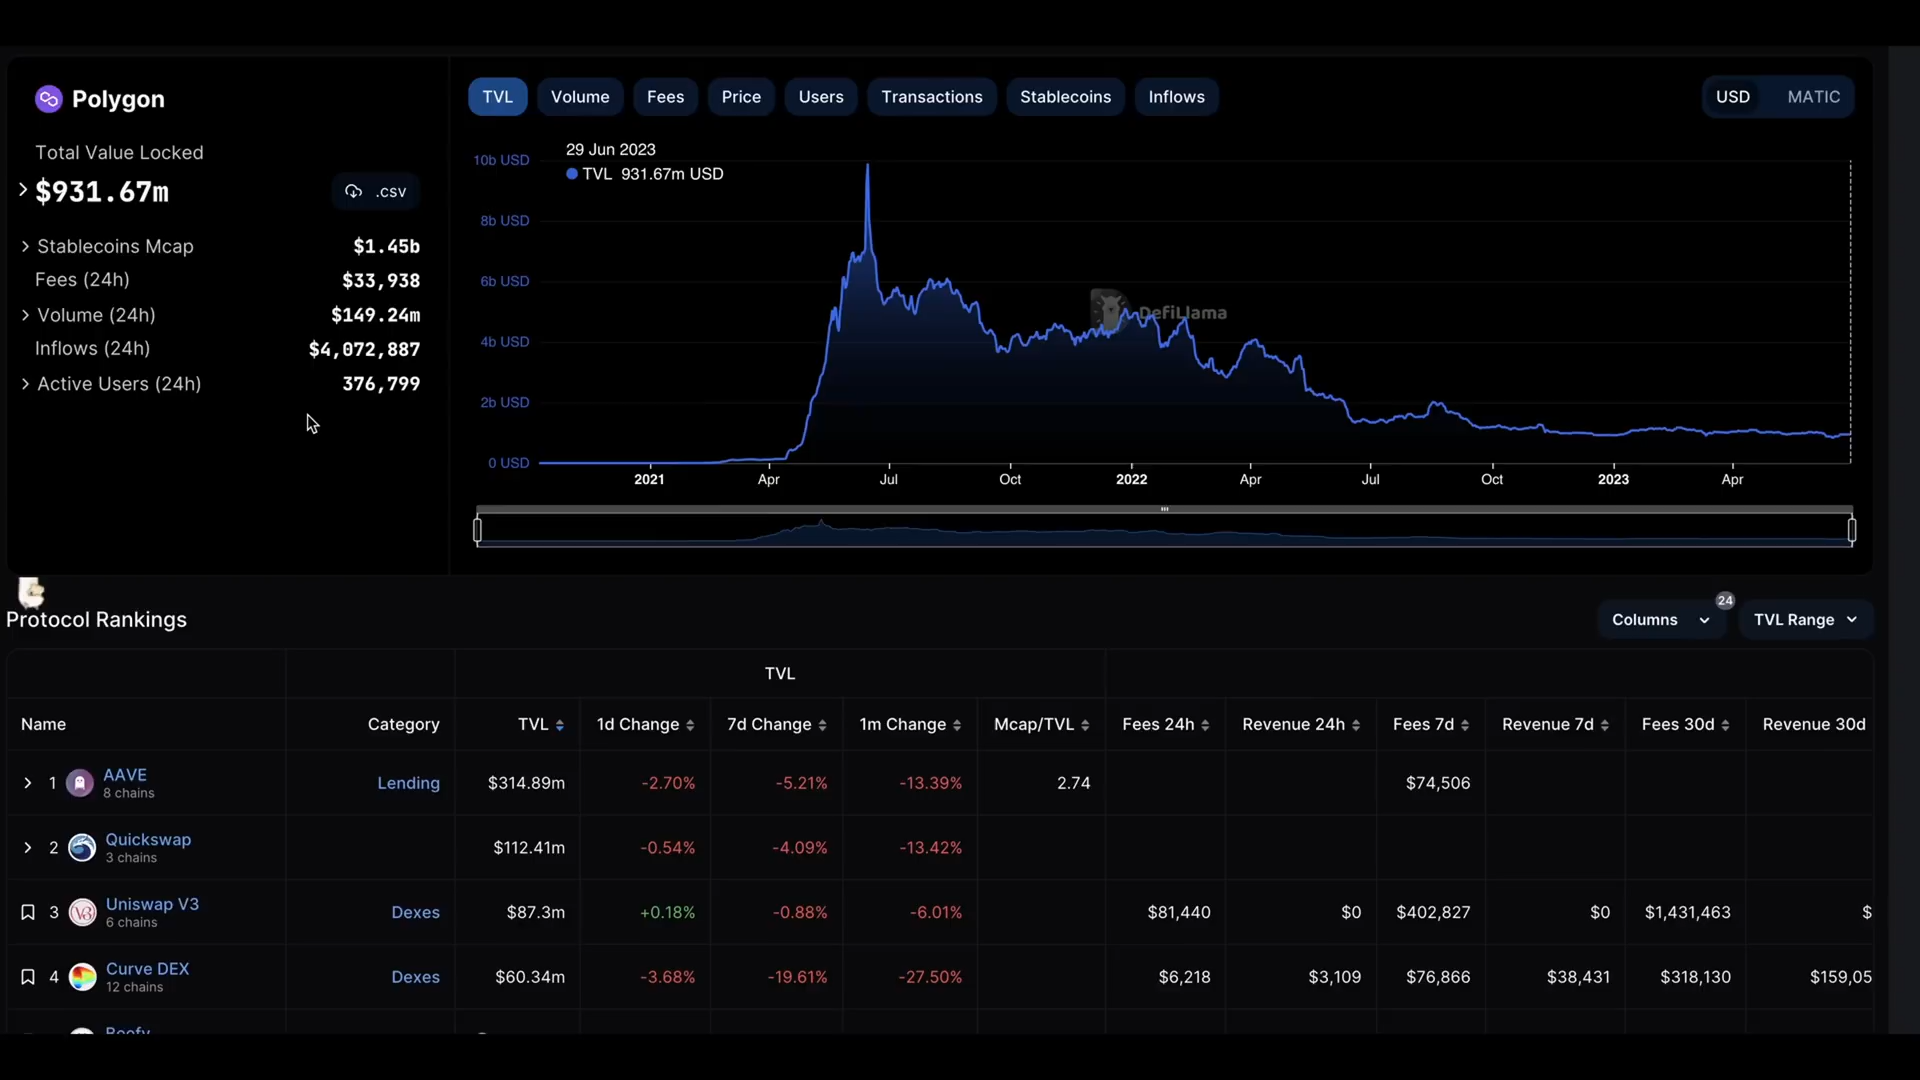 Polygon
Total Value Locked
$931.67m
.csv
Stablecoins Mcap $1.45b
Fees (24h) $33,938
Volume (24h) $149.24m
Inflows (24h) $4,072,887
Active Users (24h) 376,799
TVL Volume Fees Price Users Transactions Stablecoins Inflows
USD MATIC
29 Jun 2023
TVL 931.67m USD
10b USD
8b USD
6b USD
4b USD
2b USD
0 USD
DefiLlama
2021 Apr Jul Oct 2022 Apr Jul Oct 2023 Apr
Protocol Rankings
24
Columns TVL Range
TVL
Name Category TVL 1d Change 7d Change 1m Change Mcap/TVL Fees 24h Revenue 24h Fees 7d Revenue 7d Fees 30d Revenue 30d
1 AAVE Lending $314.89m -2.70% -5.21% -13.39% 2.74 $74,506
8 chains
2 Quickswap $112.41m -0.54% -4.09% -13.42%
3 chains
3 Uniswap V3 Dexes $87.3m +0.18% -0.88% -6.01% $81,440 $0 $402,827 $0 $1,431,463 $
6 chains
4 Curve DEX Dexes $60.34m -3.68% -19.61% -27.50% $6,218 $3,109 $76,866 $38,431 $318,130 $159,05
12 chains